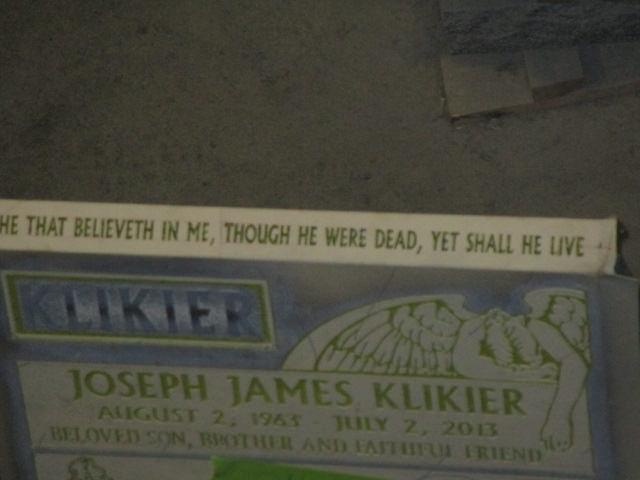 HE THAT BELIEVETH IN ME, THOUGH HE WERE DEAD, YET SHALL HE LIVE
KLIKIER
JOSEPH JAMES KLIKIER
AUGUST 2, 1963 - JULY 2, 2013
BELOVED SON, BROTHER AND FAITHFUL FRIEND